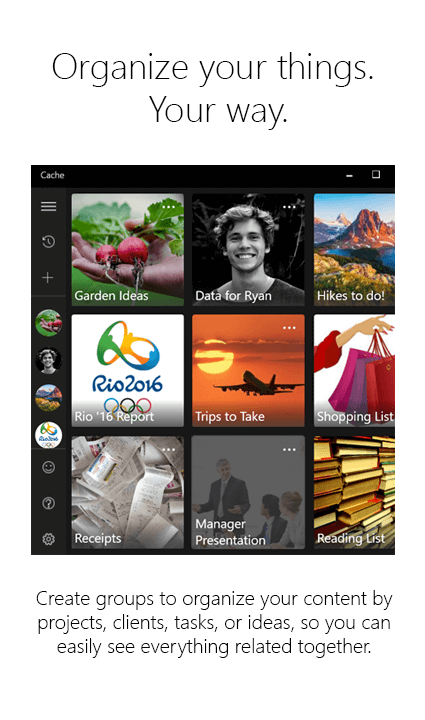 Organize your things.
Your way.
Cache
Garden Ideas
Data for Ryan
Hikes to do!
Rio2016
Rio '16 Report
Trips to Take
Shopping List
Receipts
Manager
Presentation
Reading List
Create groups to organize your content by
projects, clients, tasks, or ideas, so you can
easily see everything related together.